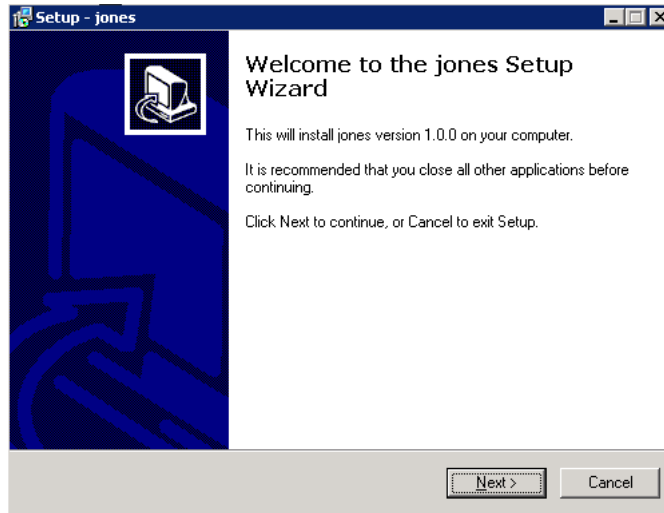 Setup - jones
Welcome to the jones Setup
Wizard
This will install jones version 1.0.0 on your computer.
It is recommended that you close all other applications before
continuing.
Click Next to continue, or Cancel to exit Setup.
Next >
Cancel